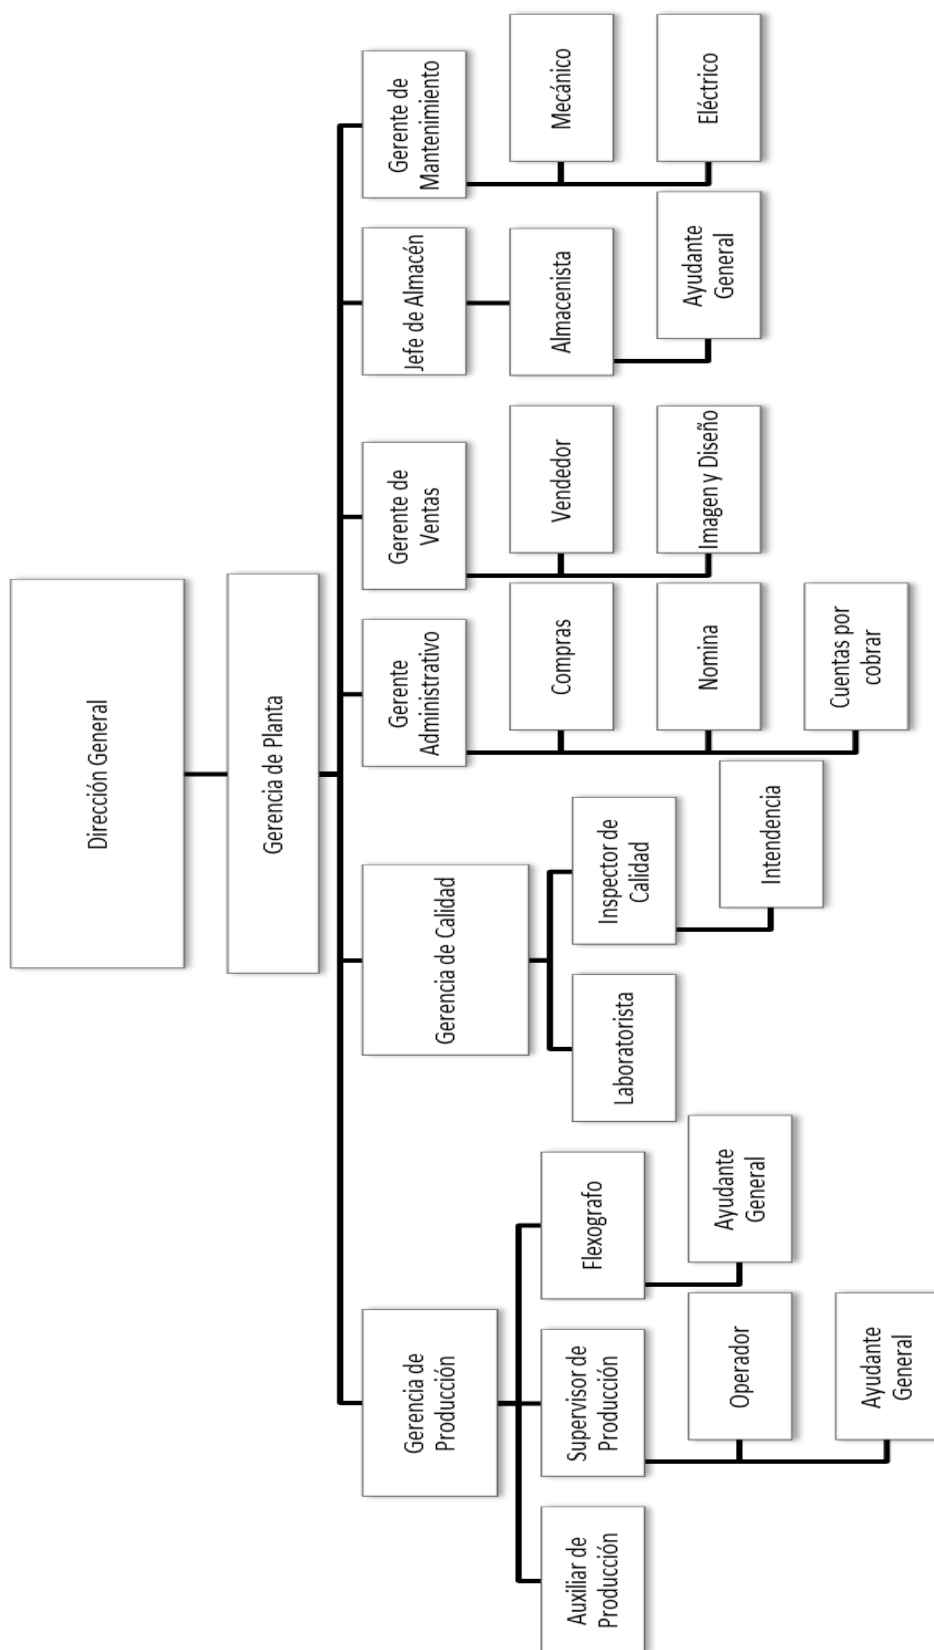 Dirección General
Gerencia de Planta
Gerencia de
Producción
Gerencia de Calidad
Gerente
Administrativo
Gerente de
Ventas
Jefe de Almacén
Gerente de
Mantenimiento
Auxiliar de
Producción
Supervisor de
Producción
Flexografo
Laboratorista
Inspector de
Calidad
Compras
Vendedor
Almacenista
Mecánico
Operador
Ayudante
General
Intendencia
Nomina
Imagen y Diseño
Ayudante
General
Eléctrico
Ayudante
General
Cuentas por
cobrar